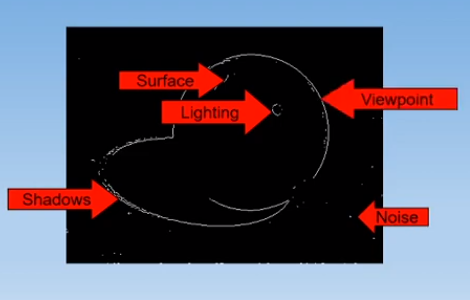 Surface
Viewpoint
Lighting
Shadows
Noise